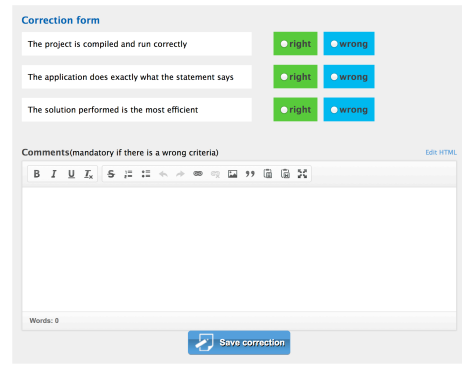 Correction form
The project is compiled and run correctly right wrong
The application does exactly what the statement says right wrong
The solution performed is the most efficient right wrong
Comments(mandatory if there is a wrong criteria) Edit HTML
B I U Tx S
Words: 0
Save correction